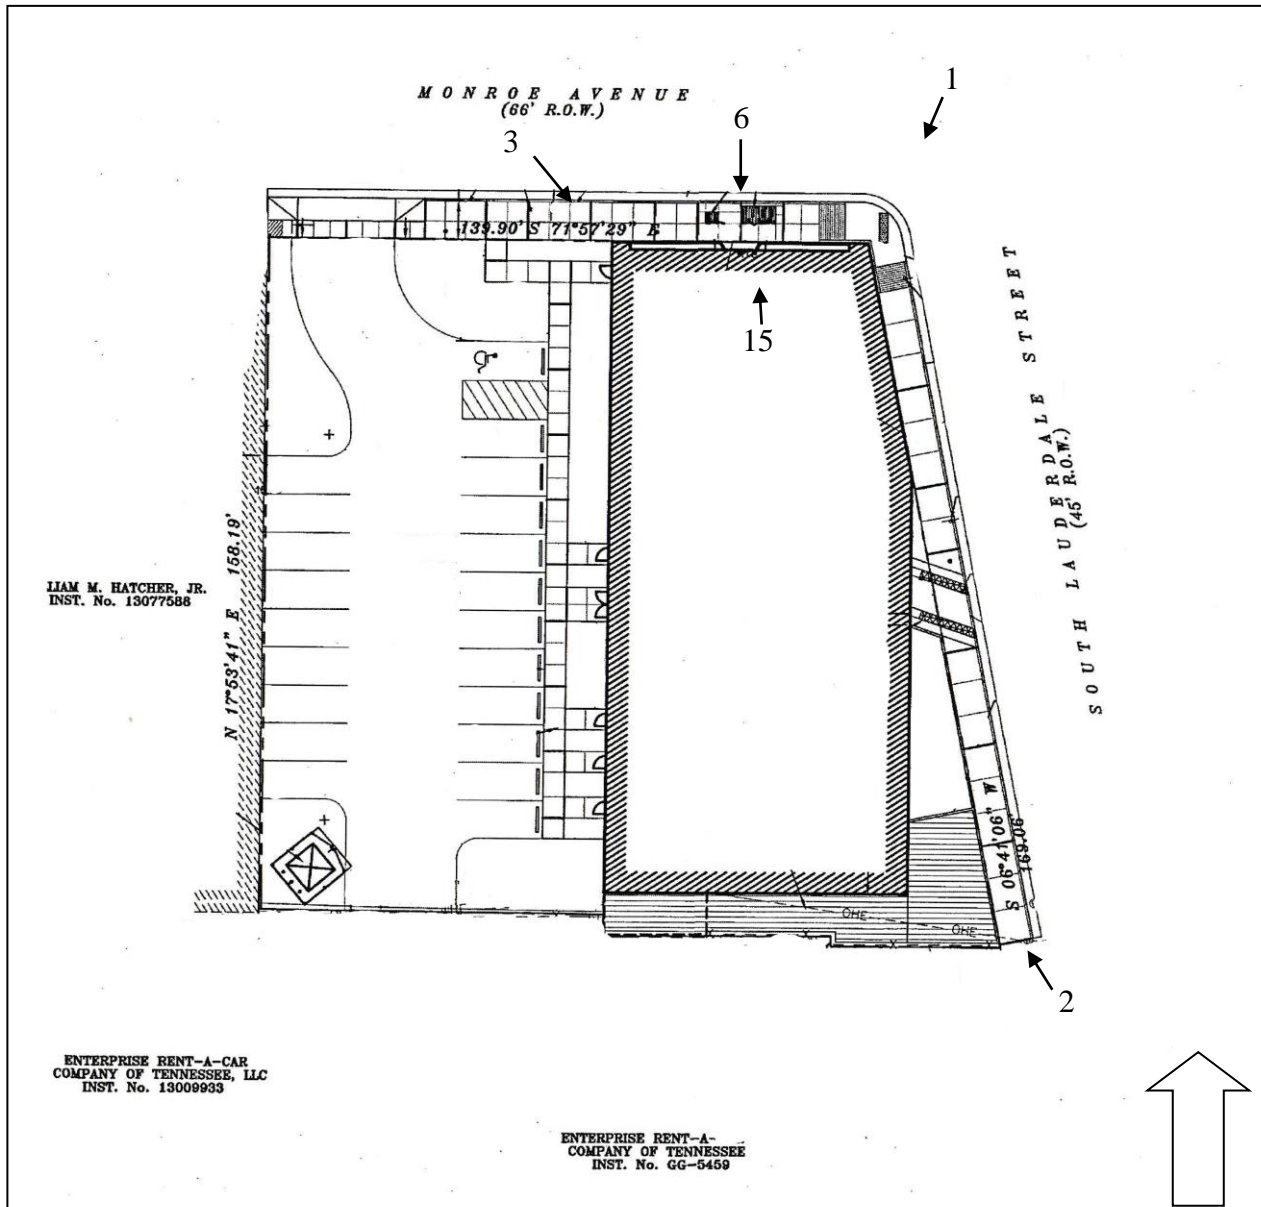 1
MONROE AVENUE
(66' R.O.W.)
6
3
139.90' S 71°57'29" E
15
SOUTH LAUDERDALE STREET
(45' R.O.W.)
N 17°53'41" E 158.19'
LIAM M. HATCHER, JR.
INST. No. 13077588
S 06°41'06" W
169.06'
OHE
OHE
2
ENTERPRISE RENT-A-CAR
COMPANY OF TENNESSEE, LLC
INST. No. 13009933
ENTERPRISE RENT-A-
COMPANY OF TENNESSEE
INST. No. GG-5459